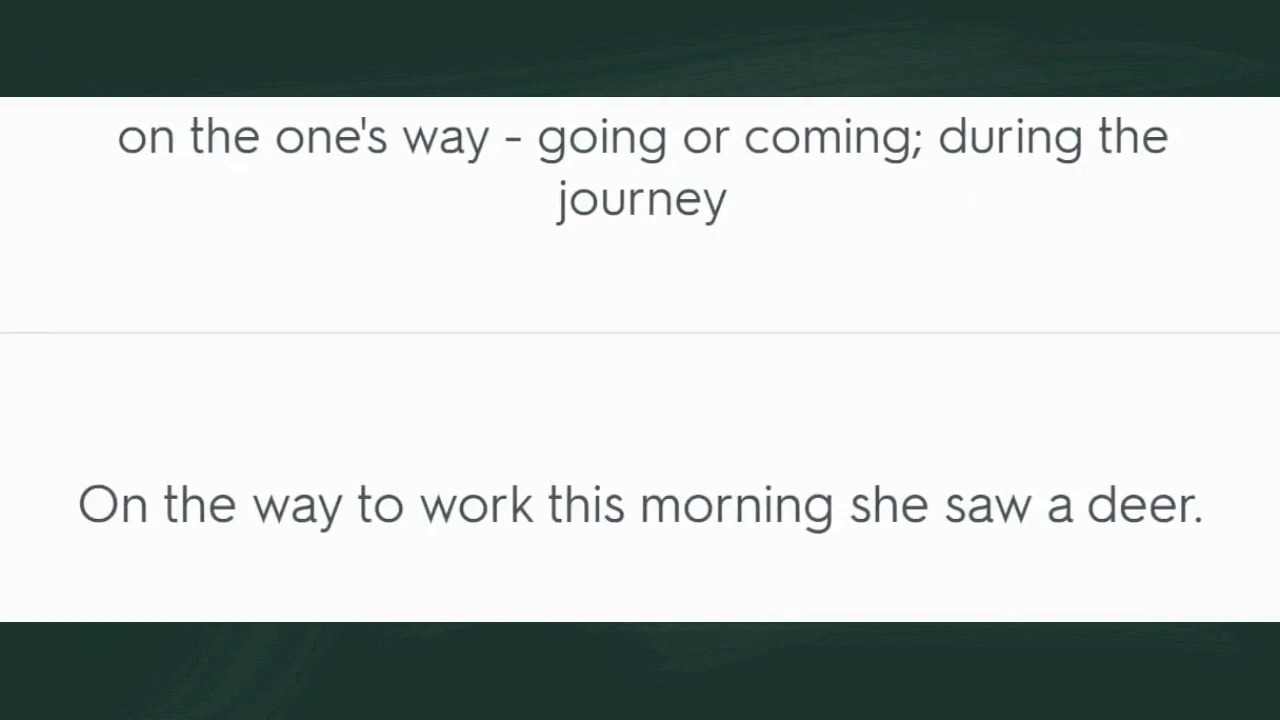 on the one's way - going or coming; during the
journey
On the way to work this morning she saw a deer.